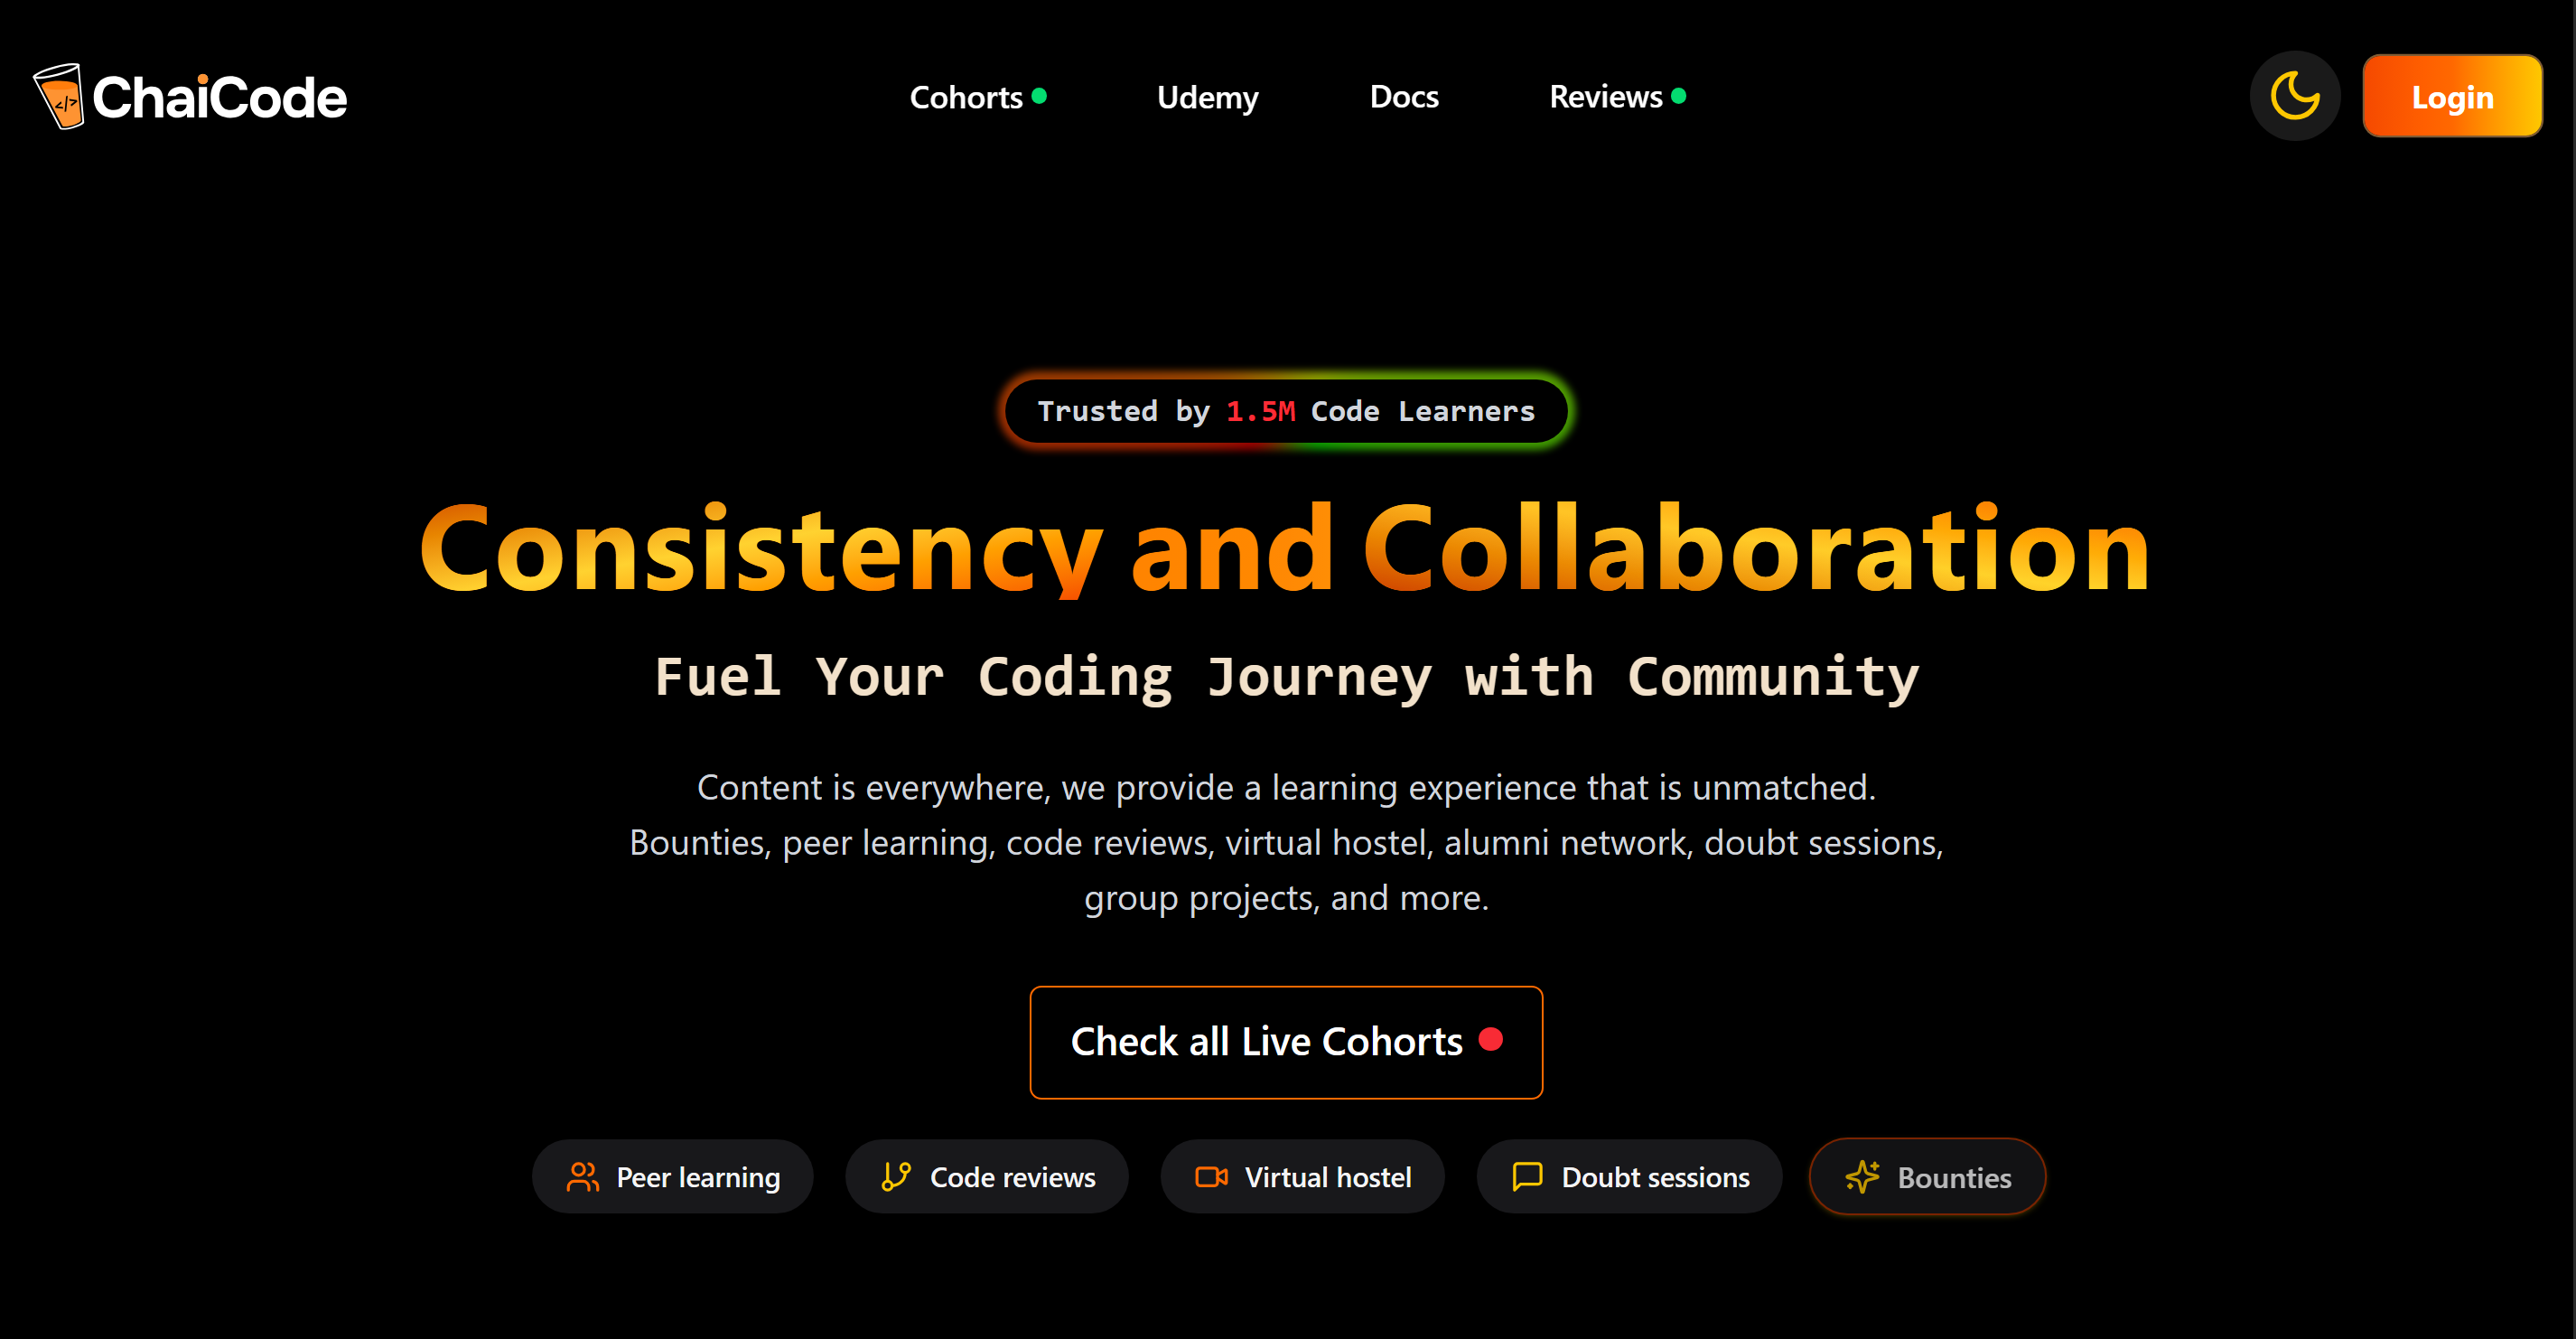 </> ChaiCode
Cohorts
Udemy
Docs
Reviews
Login
Trusted by 1.5M Code Learners
Consistency and Collaboration
Fuel Your Coding Journey with Community
Content is everywhere, we provide a learning experience that is unmatched.
Bounties, peer learning, code reviews, virtual hostel, alumni network, doubt sessions,
group projects, and more.
Check all Live Cohorts
Peer learning
Code reviews
Virtual hostel
Doubt sessions
Bounties